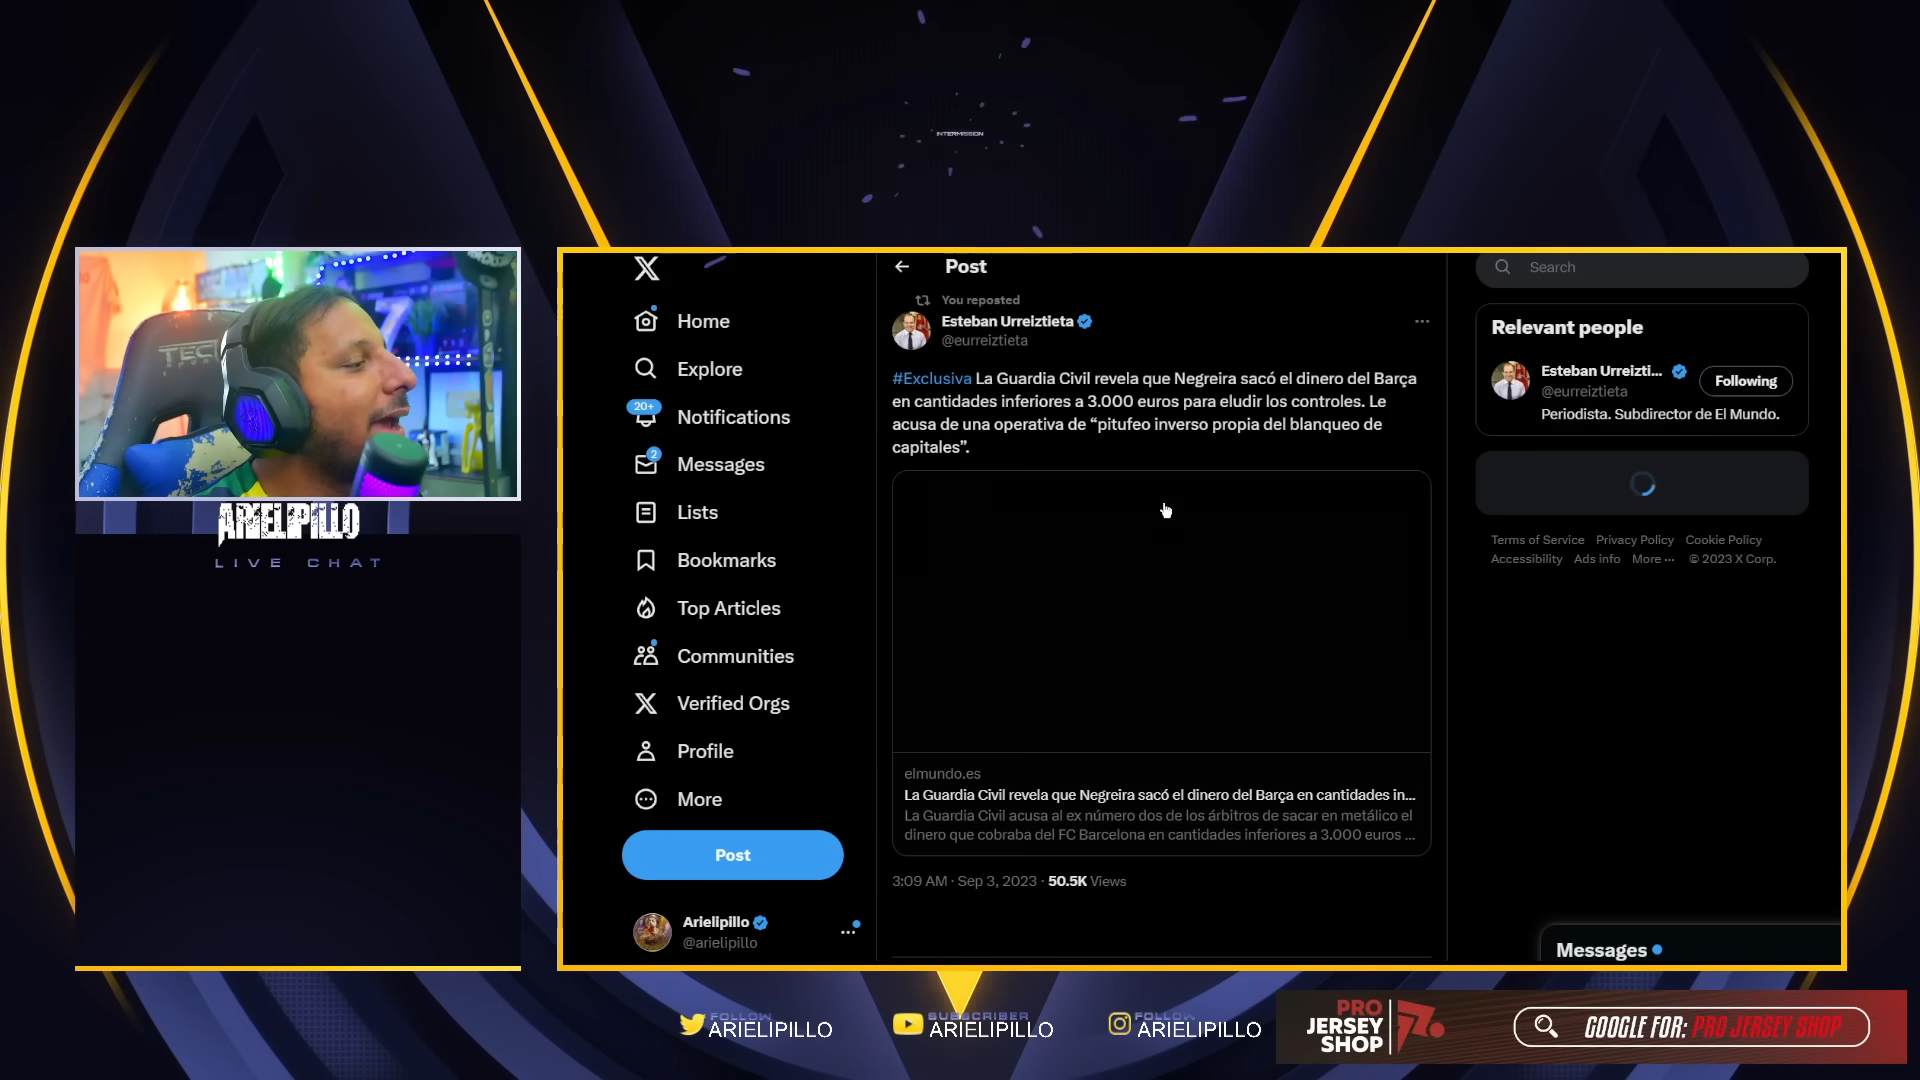 INTERMISSION
TEC
ARIELIPILLO
LIVE CHAT
Home
Explore
20+
Notifications
2
Messages
Lists
Bookmarks
Top Articles
Communities
Verified Orgs
Profile
More
Post
Arielipillo
@arielipillo
Post
You reposted
Esteban Urreiztieta
@eurreiztieta
#Exclusiva La Guardia Civil revela que Negreira sacó el dinero del Barça
en cantidades inferiores a 3.000 euros para eludir los controles. Le
acusa de una operativa de “pitufeo inverso propia del blanqueo de
capitales”.
elmundo.es
La Guardia Civil revela que Negreira sacó el dinero del Barça en cantidades in...
La Guardia Civil acusa al ex número dos de los árbitros de sacar en metálico el
dinero que cobraba del FC Barcelona en cantidades inferiores a 3.000 euros ...
3:09 AM · Sep 3, 2023 · 50.5K Views
Search
Relevant people
Esteban Urreizti...
@eurreiztieta
Following
Periodista. Subdirector de El Mundo.
Terms of Service Privacy Policy Cookie Policy
Accessibility Ads info More ··· © 2023 X Corp.
Messages
FOLLOW
ARIELIPILLO
SUBSCRIBER
ARIELIPILLO
FOLLOW
ARIELIPILLO
PRO
JERSEY
SHOP
GOOGLE FOR: PRO JERSEY SHOP